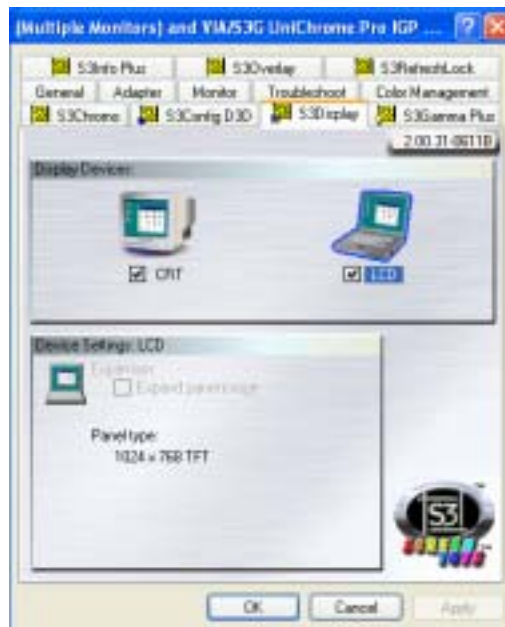 (Multiple Monitors) and VIA/S3G UniChrome Pro IGP ...
S3Info Plus S3Overlay S3RefreshLock
General Adapter Monitor Troubleshoot Color Management
S3Chrome S3Config D3D S3Display S3Gamma Plus
Display Devices:
CRT LCD
Device Settings: LCD
Expansion
Expand panel image
Panel type:
1024 x 768 TFT
S3
OK Cancel Apply